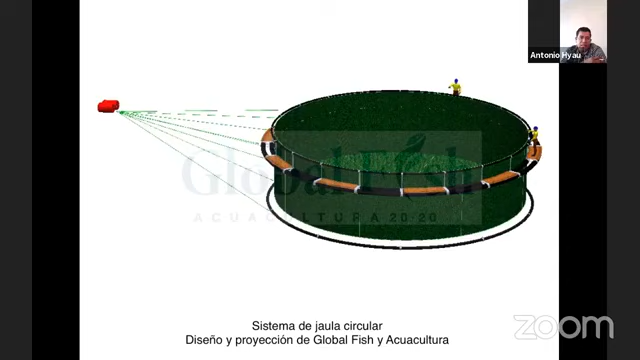 Antonio Hyau
Global Fish
ACUACULTURA 20-20
Sistema de jaula circular
Diseño y proyección de Global Fish y Acuacultura
zoom